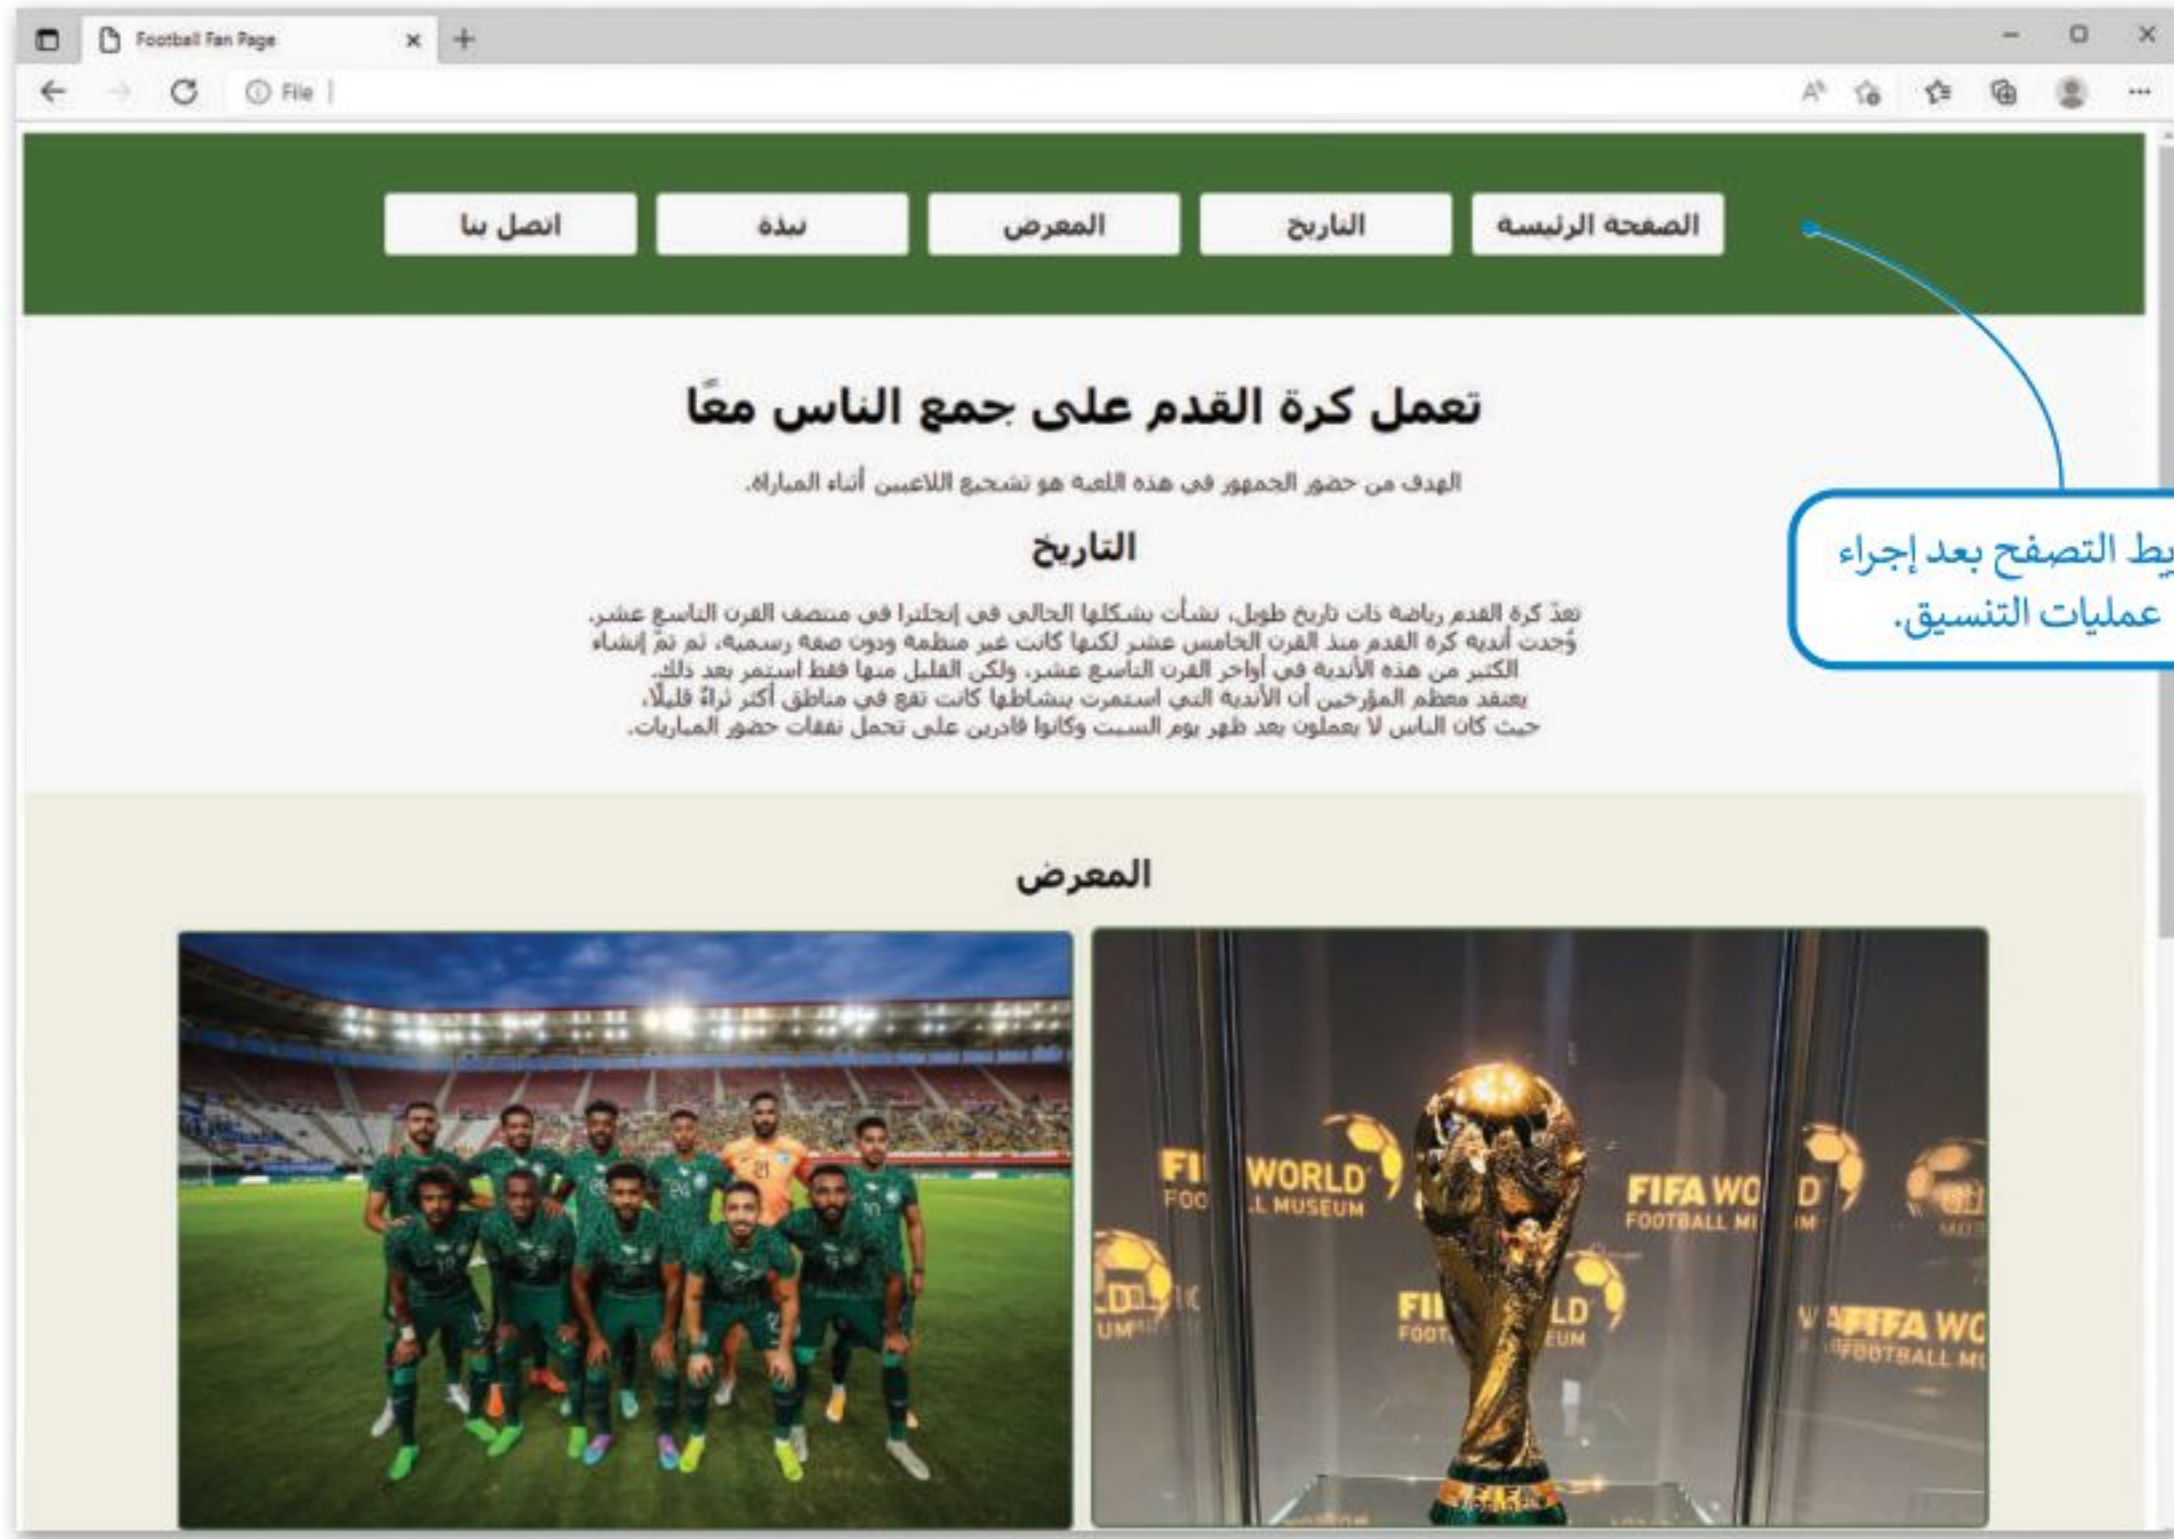 Football Fan Page
File
الصفحة الرئيسة
التاريخ
المعرض
نبذة
اتصل بنا
تعمل كرة القدم على جمع الناس معًا
الهدف من حضور الجمهور في هذه اللعبة هو تشجيع اللاعبين أثناء المباراة.
التاريخ
تعدّ كرة القدم رياضة ذات تاريخ طويل، نشأت بشكلها الحالي في إنجلترا في منتصف القرن التاسع عشر.
وُجدت أندية كرة القدم منذ القرن الخامس عشر لكنها كانت غير منظمة ودون صفة رسمية، ثم تمّ إنشاء
الكثير من هذه الأندية في أواخر القرن التاسع عشر، ولكن القليل منها فقط استمر بعد ذلك.
يعتقد معظم المؤرخين أن الأندية التي استمرت بنشاطها كانت تقع في مناطق أكثر ثراءً قليلًا،
حيث كان الناس لا يعملون بعد ظهر يوم السبت وكانوا قادرين على تحمل نفقات حضور المباريات.
التصفح بعد إجراء
عمليات التنسيق.
المعرض
21
WORLD
MUSEUM
FIFA WO
FOOTBALL
FIFA WO
FOOTBALL